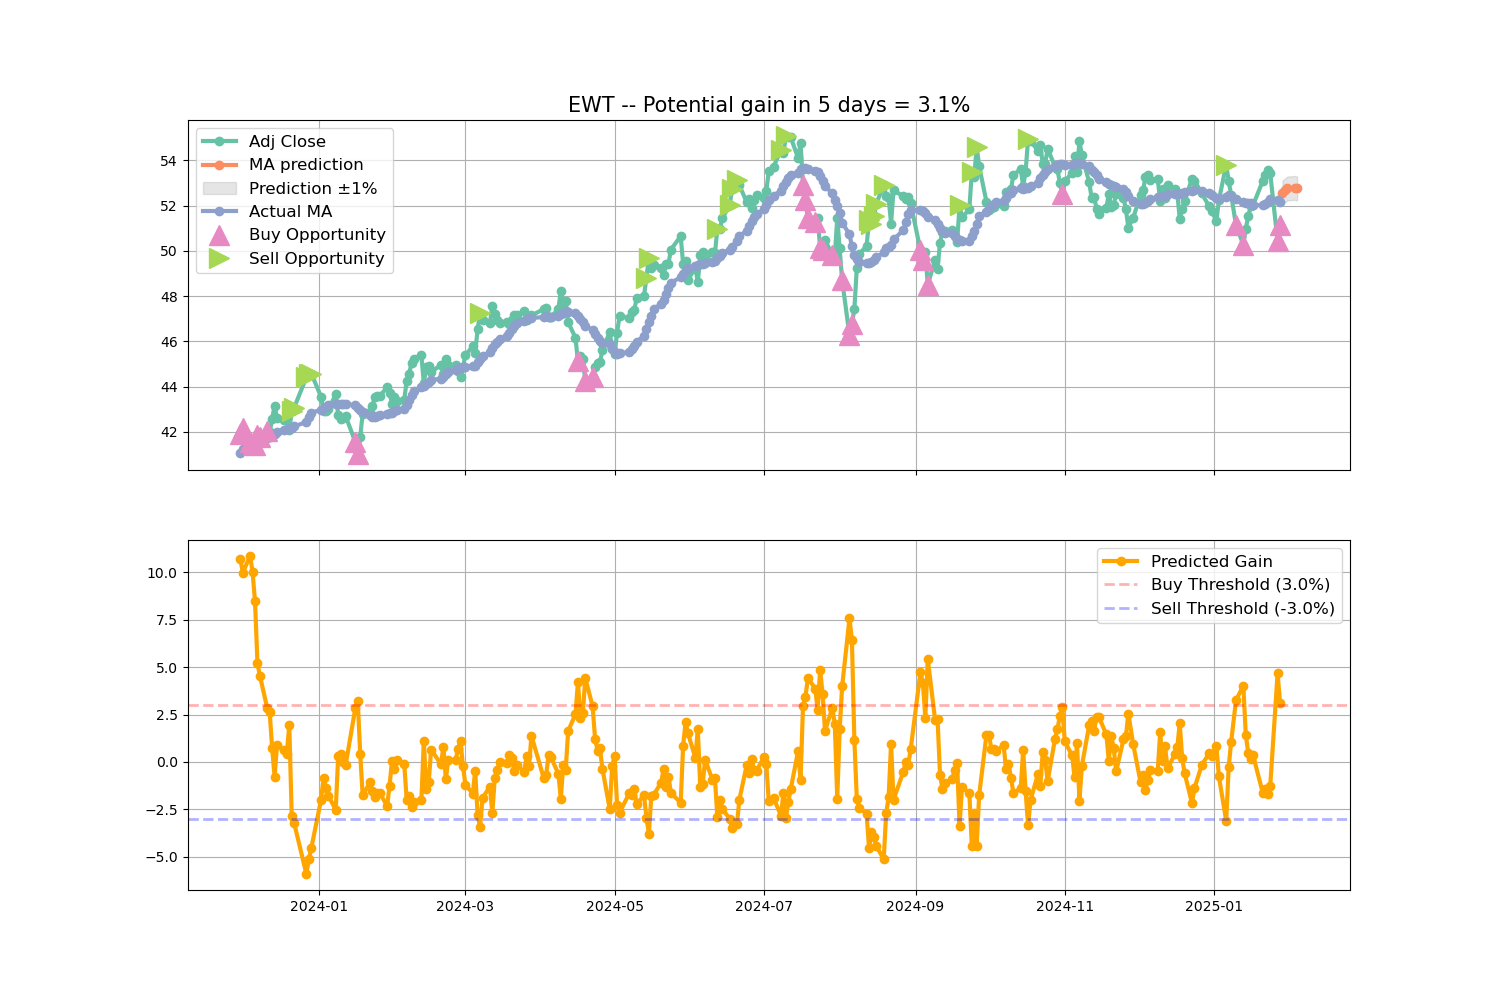 EWT -- Potential gain in 5 days = 3.1%
Adj Close
MA prediction
Prediction ±1%
Actual MA
Buy Opportunity
Sell Opportunity
54
52
50
48
46
44
42
Predicted Gain
Buy Threshold (3.0%)
Sell Threshold (-3.0%)
10.0
7.5
5.0
2.5
0.0
−2.5
−5.0
2024-01 2024-03 2024-05 2024-07 2024-09 2024-11 2025-01